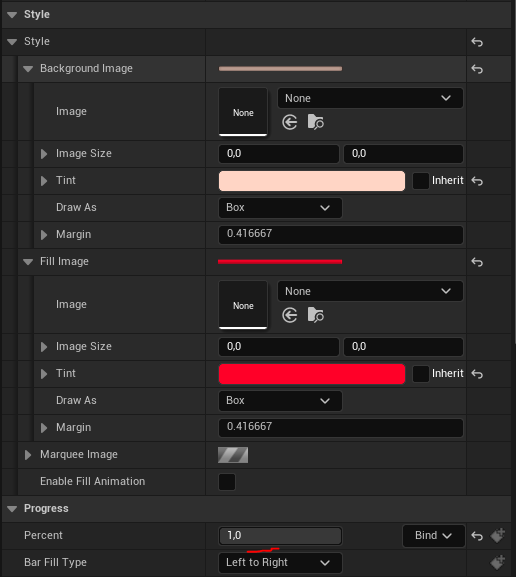 Style
Style
Background Image
Image
None
None
Image Size
0,0
0,0
Tint
Inherit
Draw As
Box
Margin
0.416667
Fill Image
Image
None
None
Image Size
0,0
0,0
Tint
Inherit
Draw As
Box
Margin
0.416667
Marquee Image
Enable Fill Animation
Progress
Percent
1,0
Bind
Bar Fill Type
Left to Right